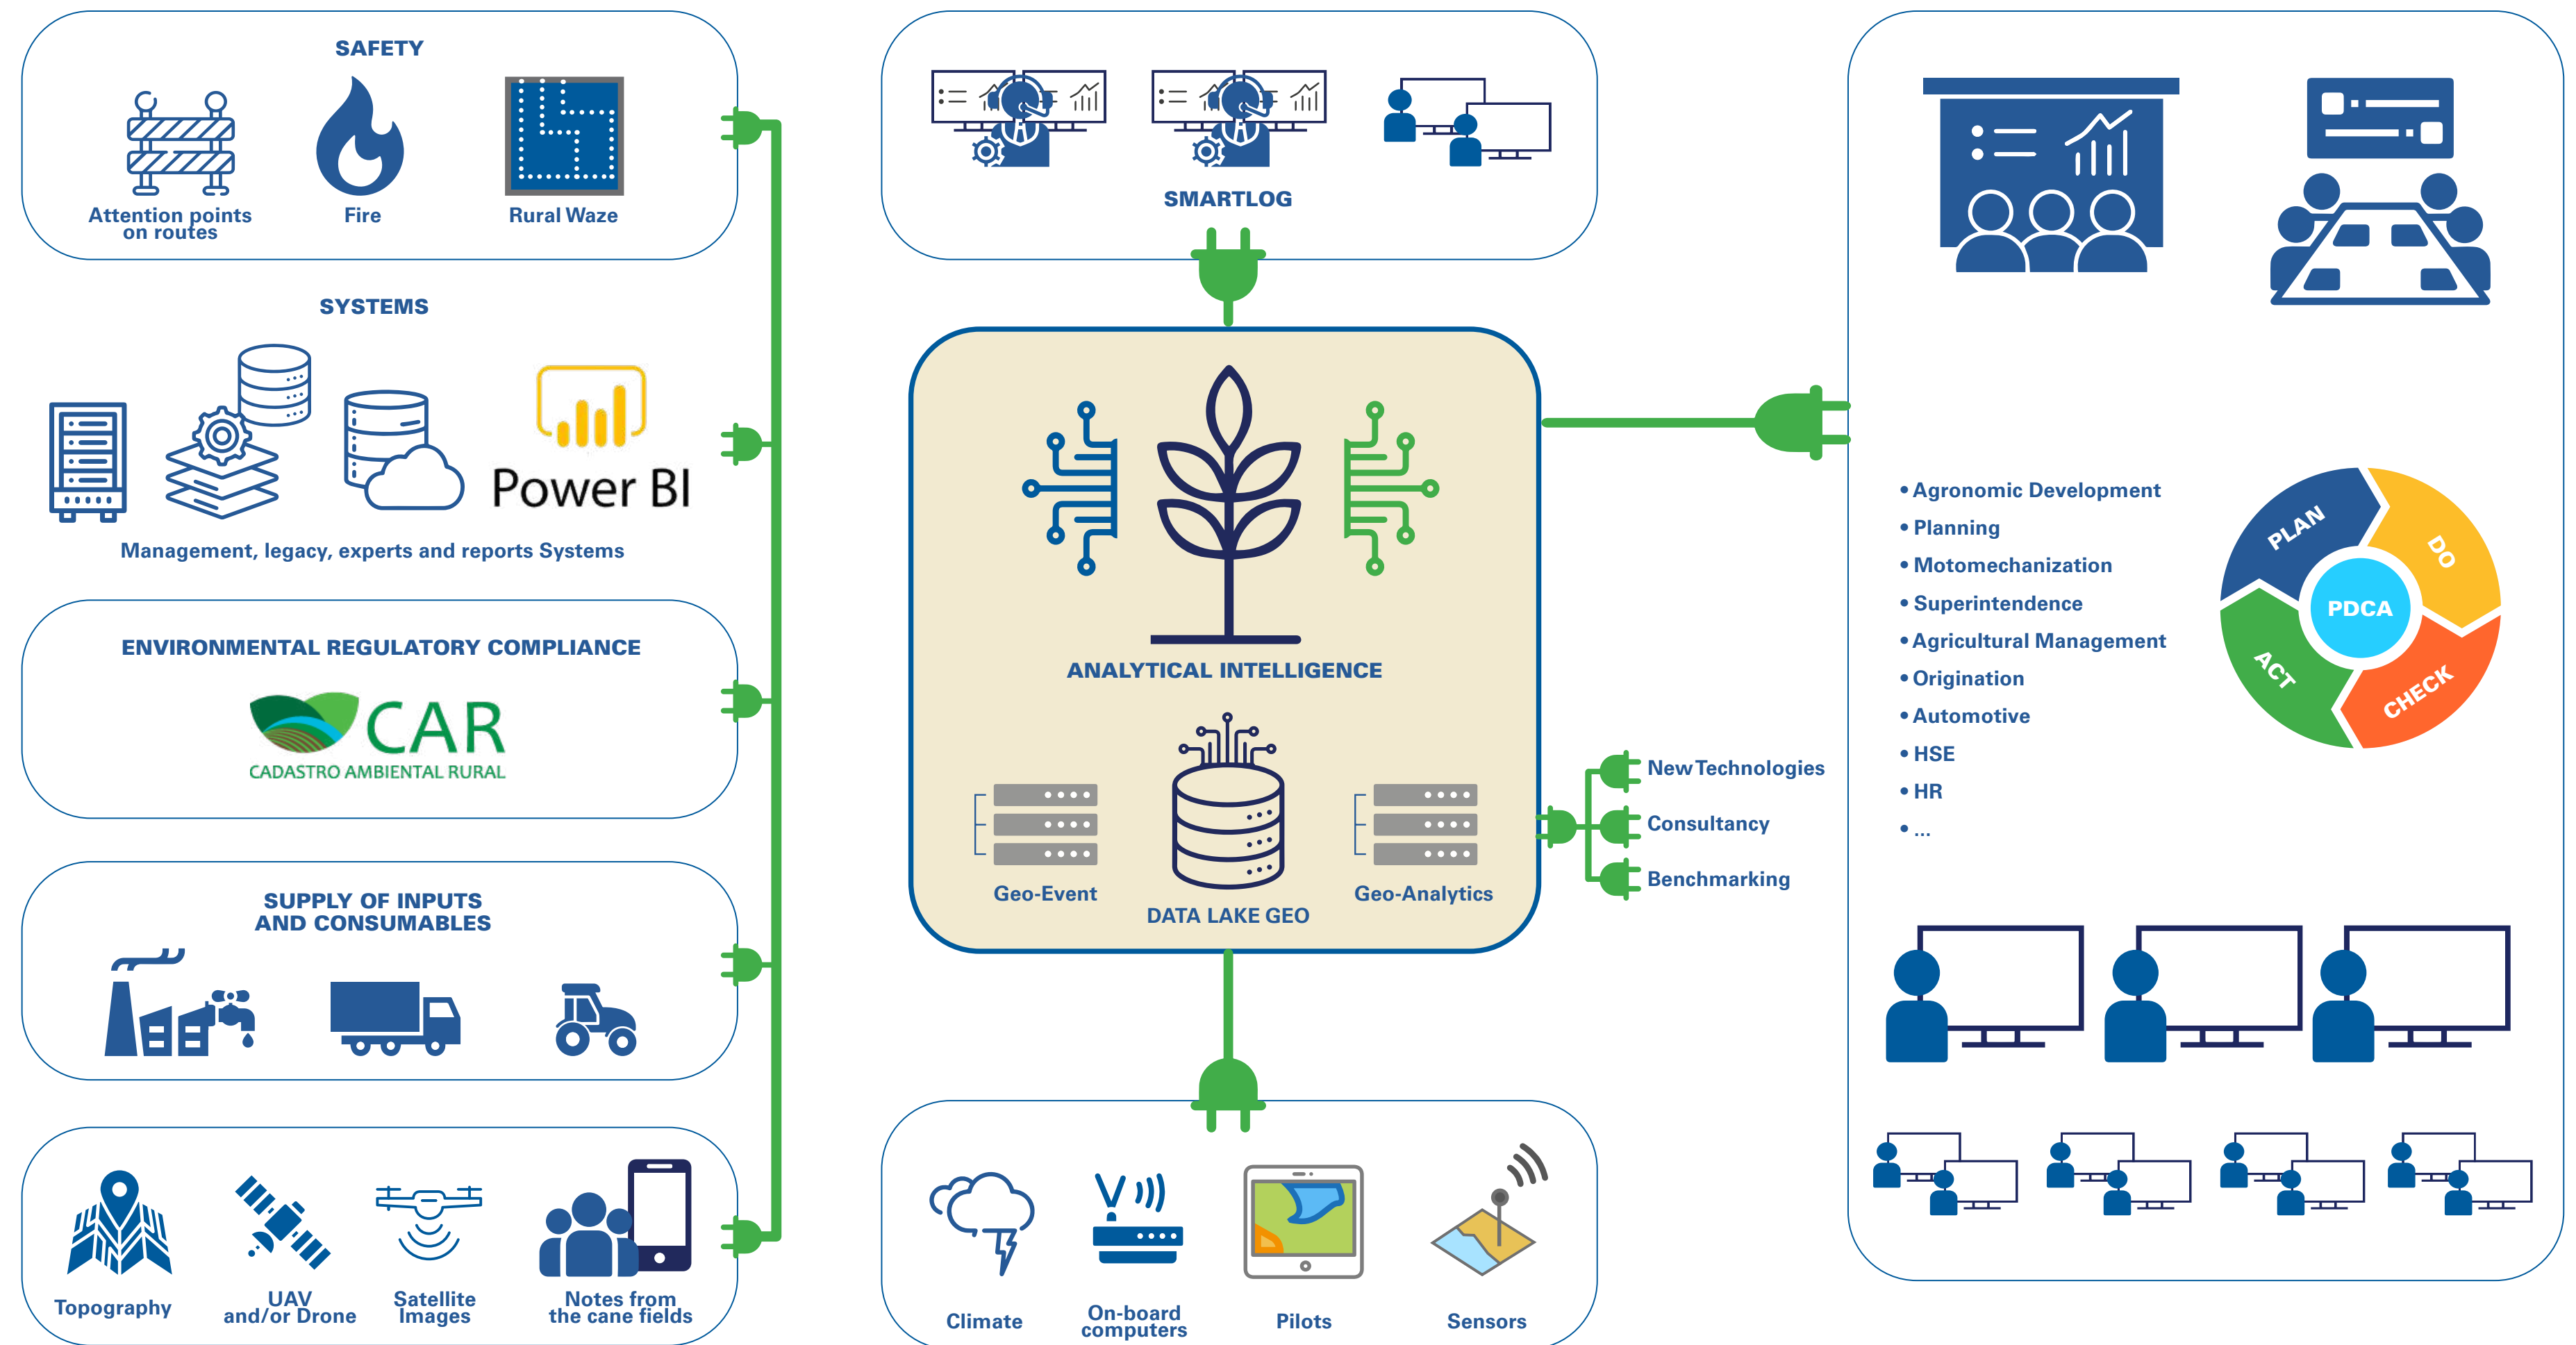 SAFETY
Attention points
on routes
Fire
Rural Waze
SYSTEMS
Power BI
Management, legacy, experts and reports Systems
ENVIRONMENTAL REGULATORY COMPLIANCE
CAR
CADASTRO AMBIENTAL RURAL
SUPPLY OF INPUTS
AND CONSUMABLES
Topography
UAV
and/or Drone
Satellite
Images
Notes from
the cane fields
SMARTLOG
ANALYTICAL INTELLIGENCE
Geo-Event
DATA LAKE GEO
Geo-Analytics
New Technologies
Consultancy
Benchmarking
Climate
On-board
computers
Pilots
Sensors
• Agronomic Development
• Planning
• Motomechanization
• Superintendence
• Agricultural Management
• Origination
• Automotive
• HSE
• HR
• ...
PLAN
DO
CHECK
ACT
PDCA